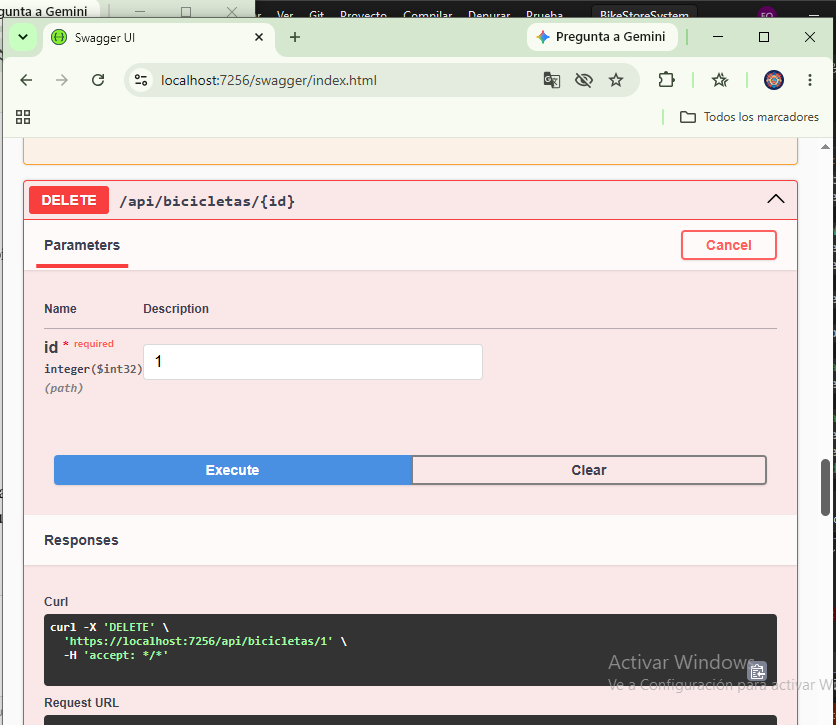 gunta a Gemini
Ver Git Proyecto Compilar Depurar Prueba BikeStoreSystem
Swagger UI
Pregunta a Gemini
localhost:7256/swagger/index.html
Todos los marcadores
DELETE /api/bicicletas/{id}
Parameters
Cancel
Name Description
id * required
integer($int32)
(path)
1
Execute
Clear
Responses
Curl
curl -X 'DELETE' \
'https://localhost:7256/api/bicicletas/1' \
-H 'accept: */*'
Activar Windows
Ve a Configuración para activar W
Request URL